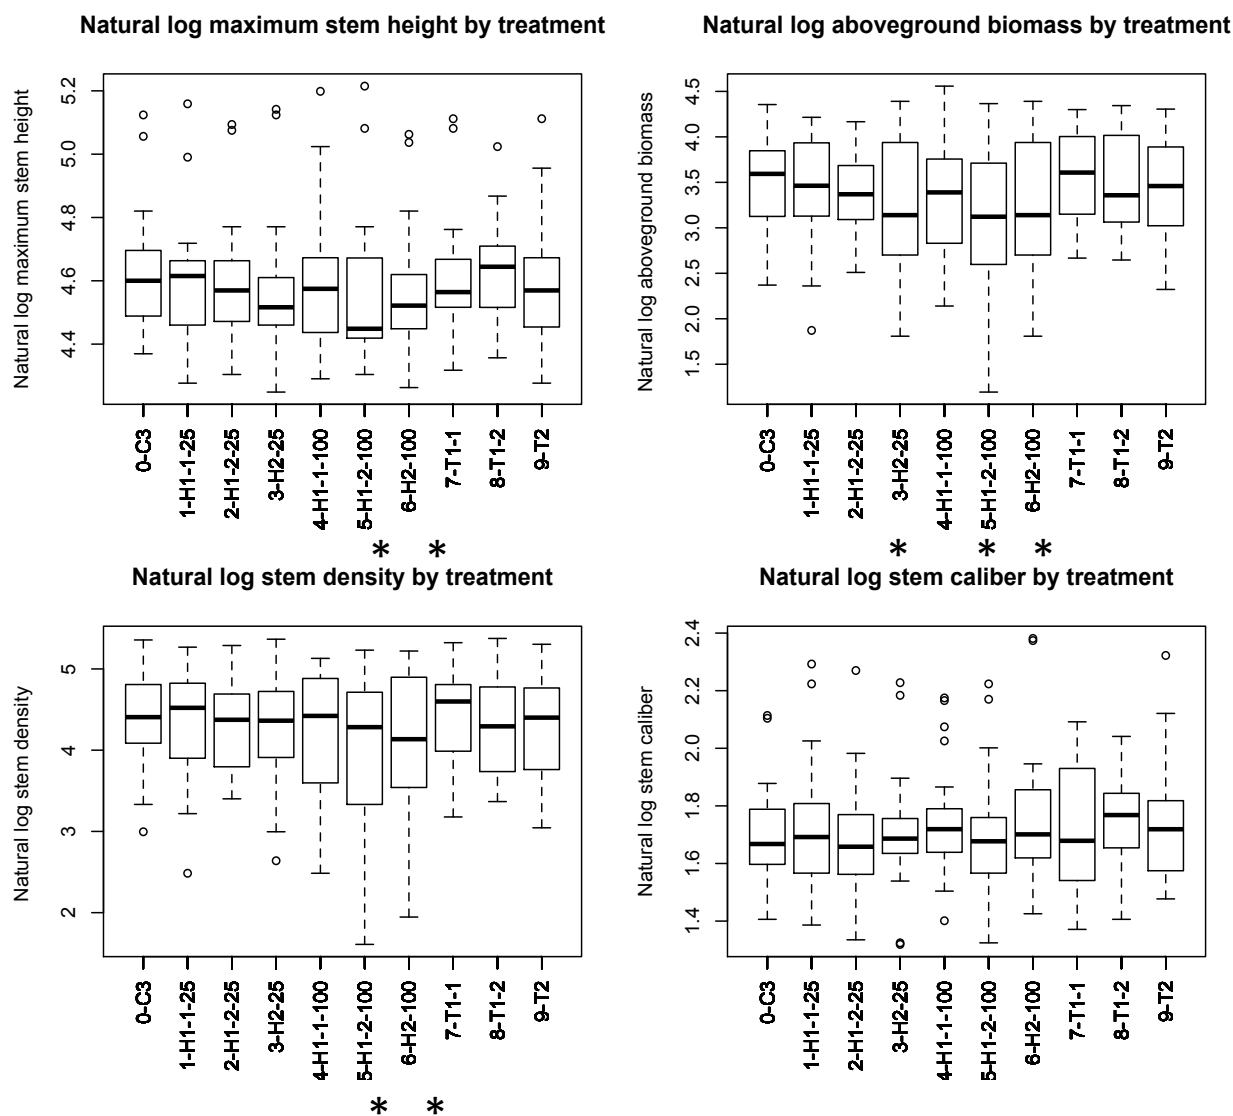 Natural log maximum stem height by treatment
Natural log maximum stem height
5.2
5.0
4.8
4.6
4.4
0-C3
1-H1-1-25
2-H1-2-25
3-H2-25
4-H1-1-100
5-H1-2-100
6-H2-100
7-T1-1
8-T1-2
9-T2
* *
Natural log aboveground biomass by treatment
Natural log aboveground biomass
4.5
4.0
3.5
3.0
2.5
2.0
1.5
0-C3
1-H1-1-25
2-H1-2-25
3-H2-25
4-H1-1-100
5-H1-2-100
6-H2-100
7-T1-1
8-T1-2
9-T2
* * *
Natural log stem density by treatment
Natural log stem density
5
4
3
2
0-C3
1-H1-1-25
2-H1-2-25
3-H2-25
4-H1-1-100
5-H1-2-100
6-H2-100
7-T1-1
8-T1-2
9-T2
* *
Natural log stem caliber by treatment
Natural log stem caliber
2.4
2.2
2.0
1.8
1.6
1.4
0-C3
1-H1-1-25
2-H1-2-25
3-H2-25
4-H1-1-100
5-H1-2-100
6-H2-100
7-T1-1
8-T1-2
9-T2